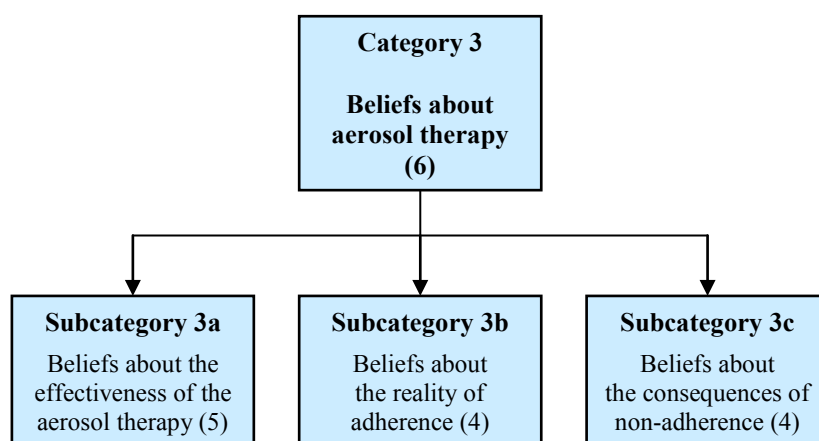 Category 3
Beliefs about
aerosol therapy
(6)
Subcategory 3a
Beliefs about the
effectiveness of the
aerosol therapy (5)
Subcategory 3b
Beliefs about
the reality of
adherence (4)
Subcategory 3c
Beliefs about
the consequences of
non-adherence (4)